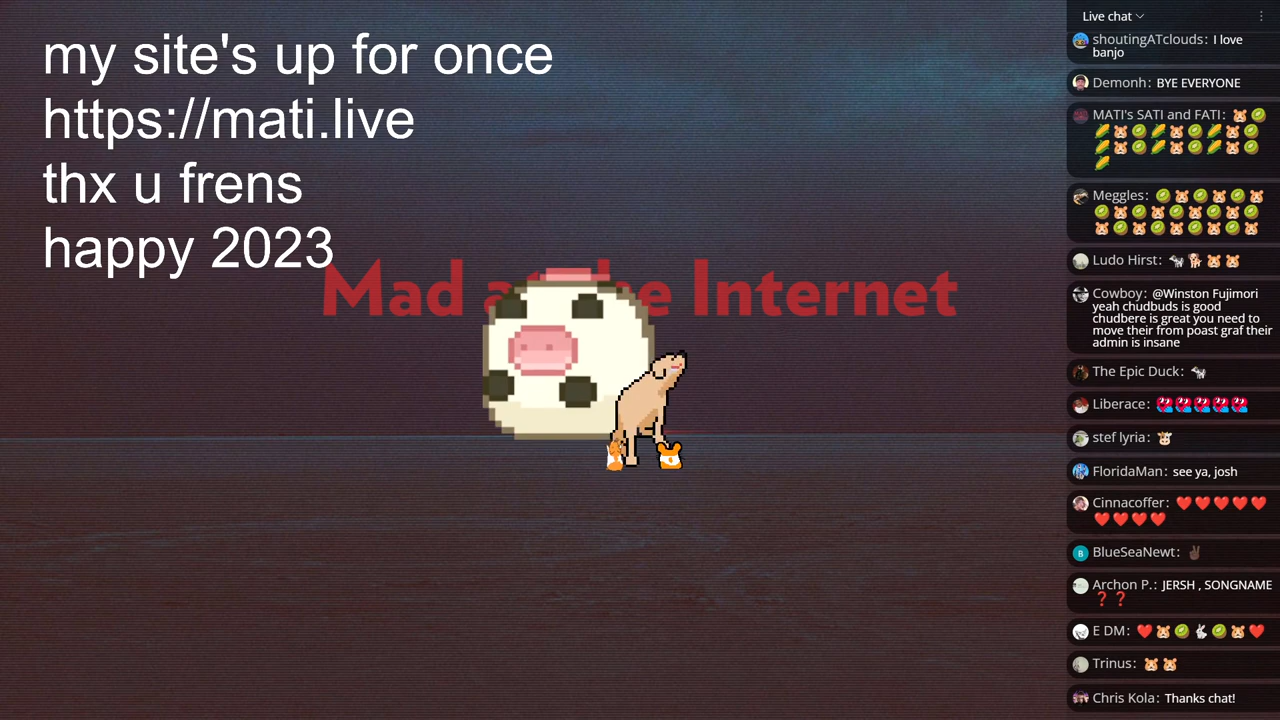 my site's up for once
https://mati.live
thx u frens
happy 2023
Mad at the Internet
Live chat
shoutingATclouds: I love
banjo
Demonh: BYE EVERYONE
MATI's SATI and FATI: 🐹🥝
🌽🐹🥝🌽🐹🥝🌽🐹🥝
🌽🐹🥝🌽🐹🥝🌽🐹🥝
🌽
Meggles: 🥝🐹🥝🐹🥝🐹
🥝🐹🥝🐹🥝🐹🥝🐹🥝
🐹🥝🐹🥝🐹🥝🐹🥝🐹
Ludo Hirst: 🐄🐕🐹🐹
Cowboy: @Winston Fujimori
yeah chudbuds is good
chudbere is great you need to
move their from poast graf their
admin is insane
The Epic Duck: 🐄
Liberace: 
stef lyria: 🐮
FloridaMan: see ya, josh
Cinnacoffer: ❤️❤️❤️❤️❤️
❤️❤️❤️❤️
B BlueSeaNewt: ✌🏿
Archon P.: JERSH , SONGNAME
❓❓
E DM: ❤️🐹🥝🐇🥝🐹❤️
Trinus: 🐹🐹
Chris Kola: Thanks chat!